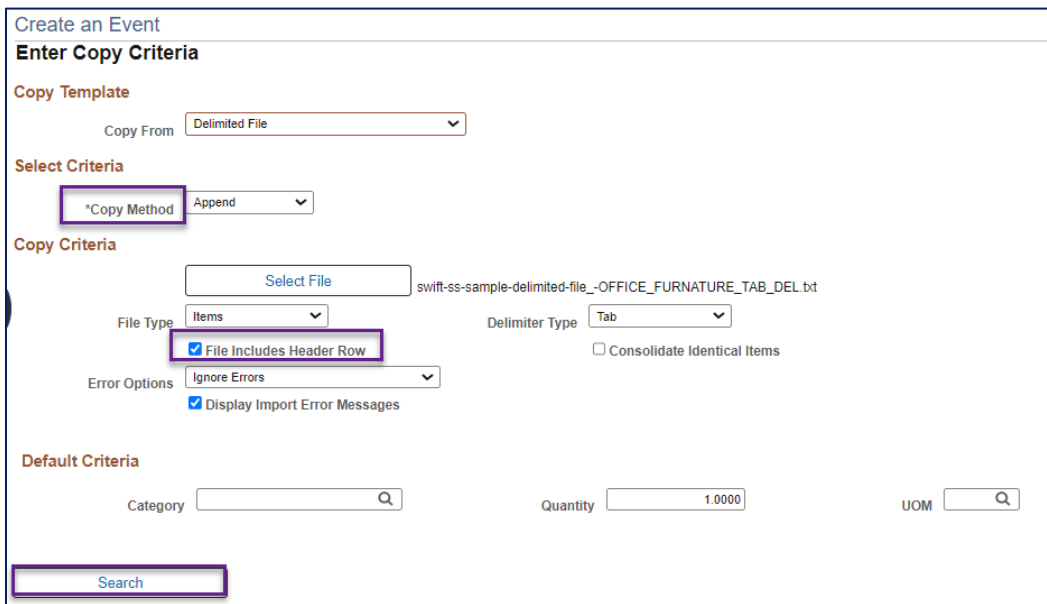 Create an Event
Enter Copy Criteria
Copy Template
Copy From Delimited File
Select Criteria
*Copy Method Append
Copy Criteria
Select File swift-ss-sample-delimited-file_-OFFICE_FURNATURE_TAB_DEL.txt
File Type Items Delimiter Type Tab
File Includes Header Row Consolidate Identical Items
Error Options Ignore Errors
Display Import Error Messages
Default Criteria
Category Quantity 1.0000 UOM
Search